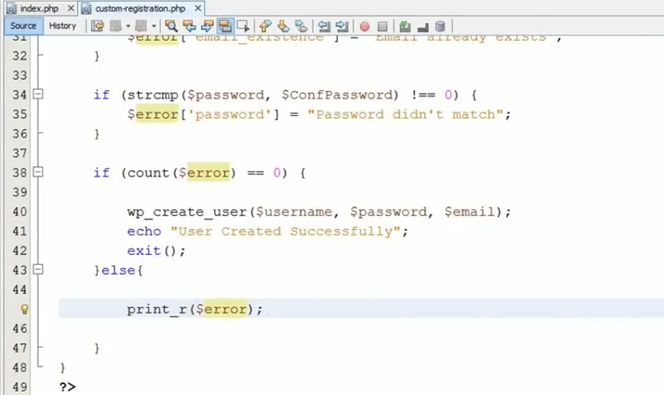 index.php custom-registration.php
Source History
31 $error['email_existence'] = "Email already exists";
32 }
33
34 if (strcmp($password, $ConfPassword) !== 0) {
35 $error['password'] = "Password didn't match";
36 }
37
38 if (count($error) == 0) {
39
40 wp_create_user($username, $password, $email);
41 echo "User Created Successfully";
42 exit();
43 }else{
44
print_r($error);
46
47 }
48 }
49 ?>